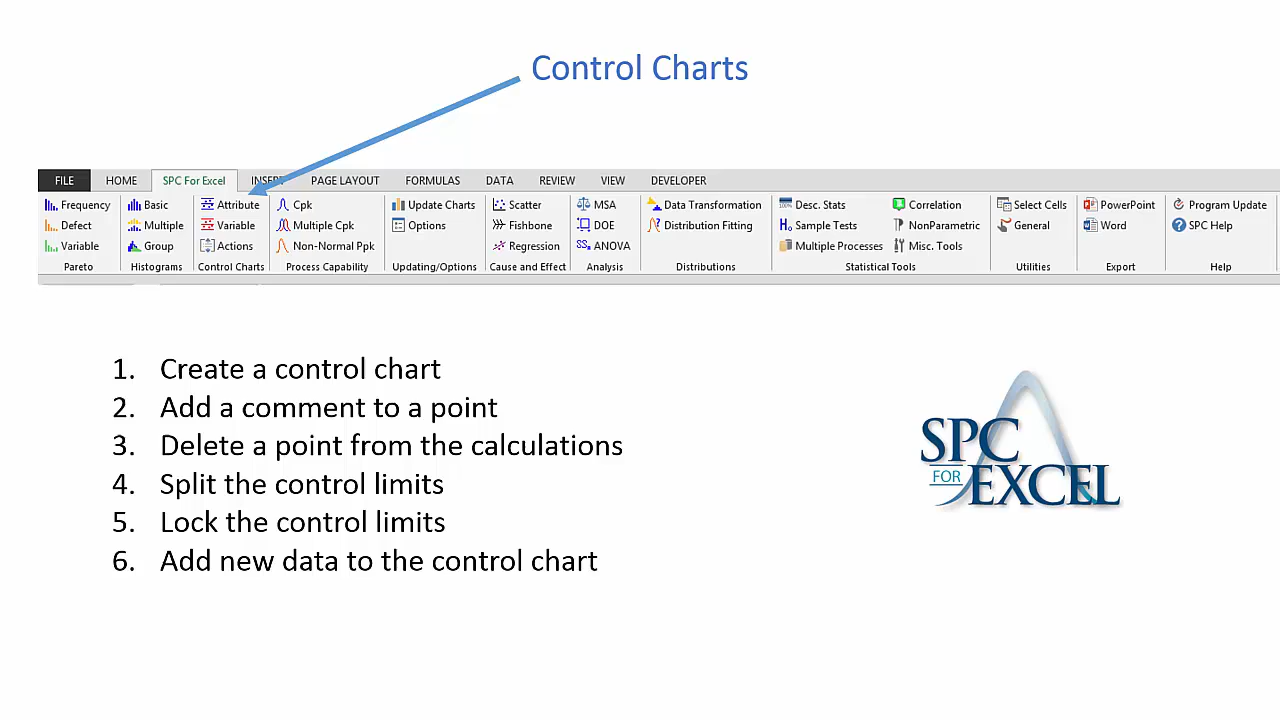 Control Charts
FILE HOME SPC For Excel INSERT PAGE LAYOUT FORMULAS DATA REVIEW VIEW DEVELOPER
Frequency Basic Attribute Cpk Update Charts Scatter MSA Data Transformation Desc. Stats Correlation Select Cells PowerPoint Program Update
Defect Multiple Variable Multiple Cpk Options Fishbone DOE Distribution Fitting Sample Tests NonParametric General Word SPC Help
Variable Group Actions Non-Normal Ppk Regression ANOVA Multiple Processes Misc. Tools
Pareto Histograms Control Charts Process Capability Updating/Options Cause and Effect Analysis Distributions Statistical Tools Utilities Export Help
1. Create a control chart
2. Add a comment to a point
3. Delete a point from the calculations
4. Split the control limits
5. Lock the control limits
6. Add new data to the control chart
SPC
FOR EXCEL